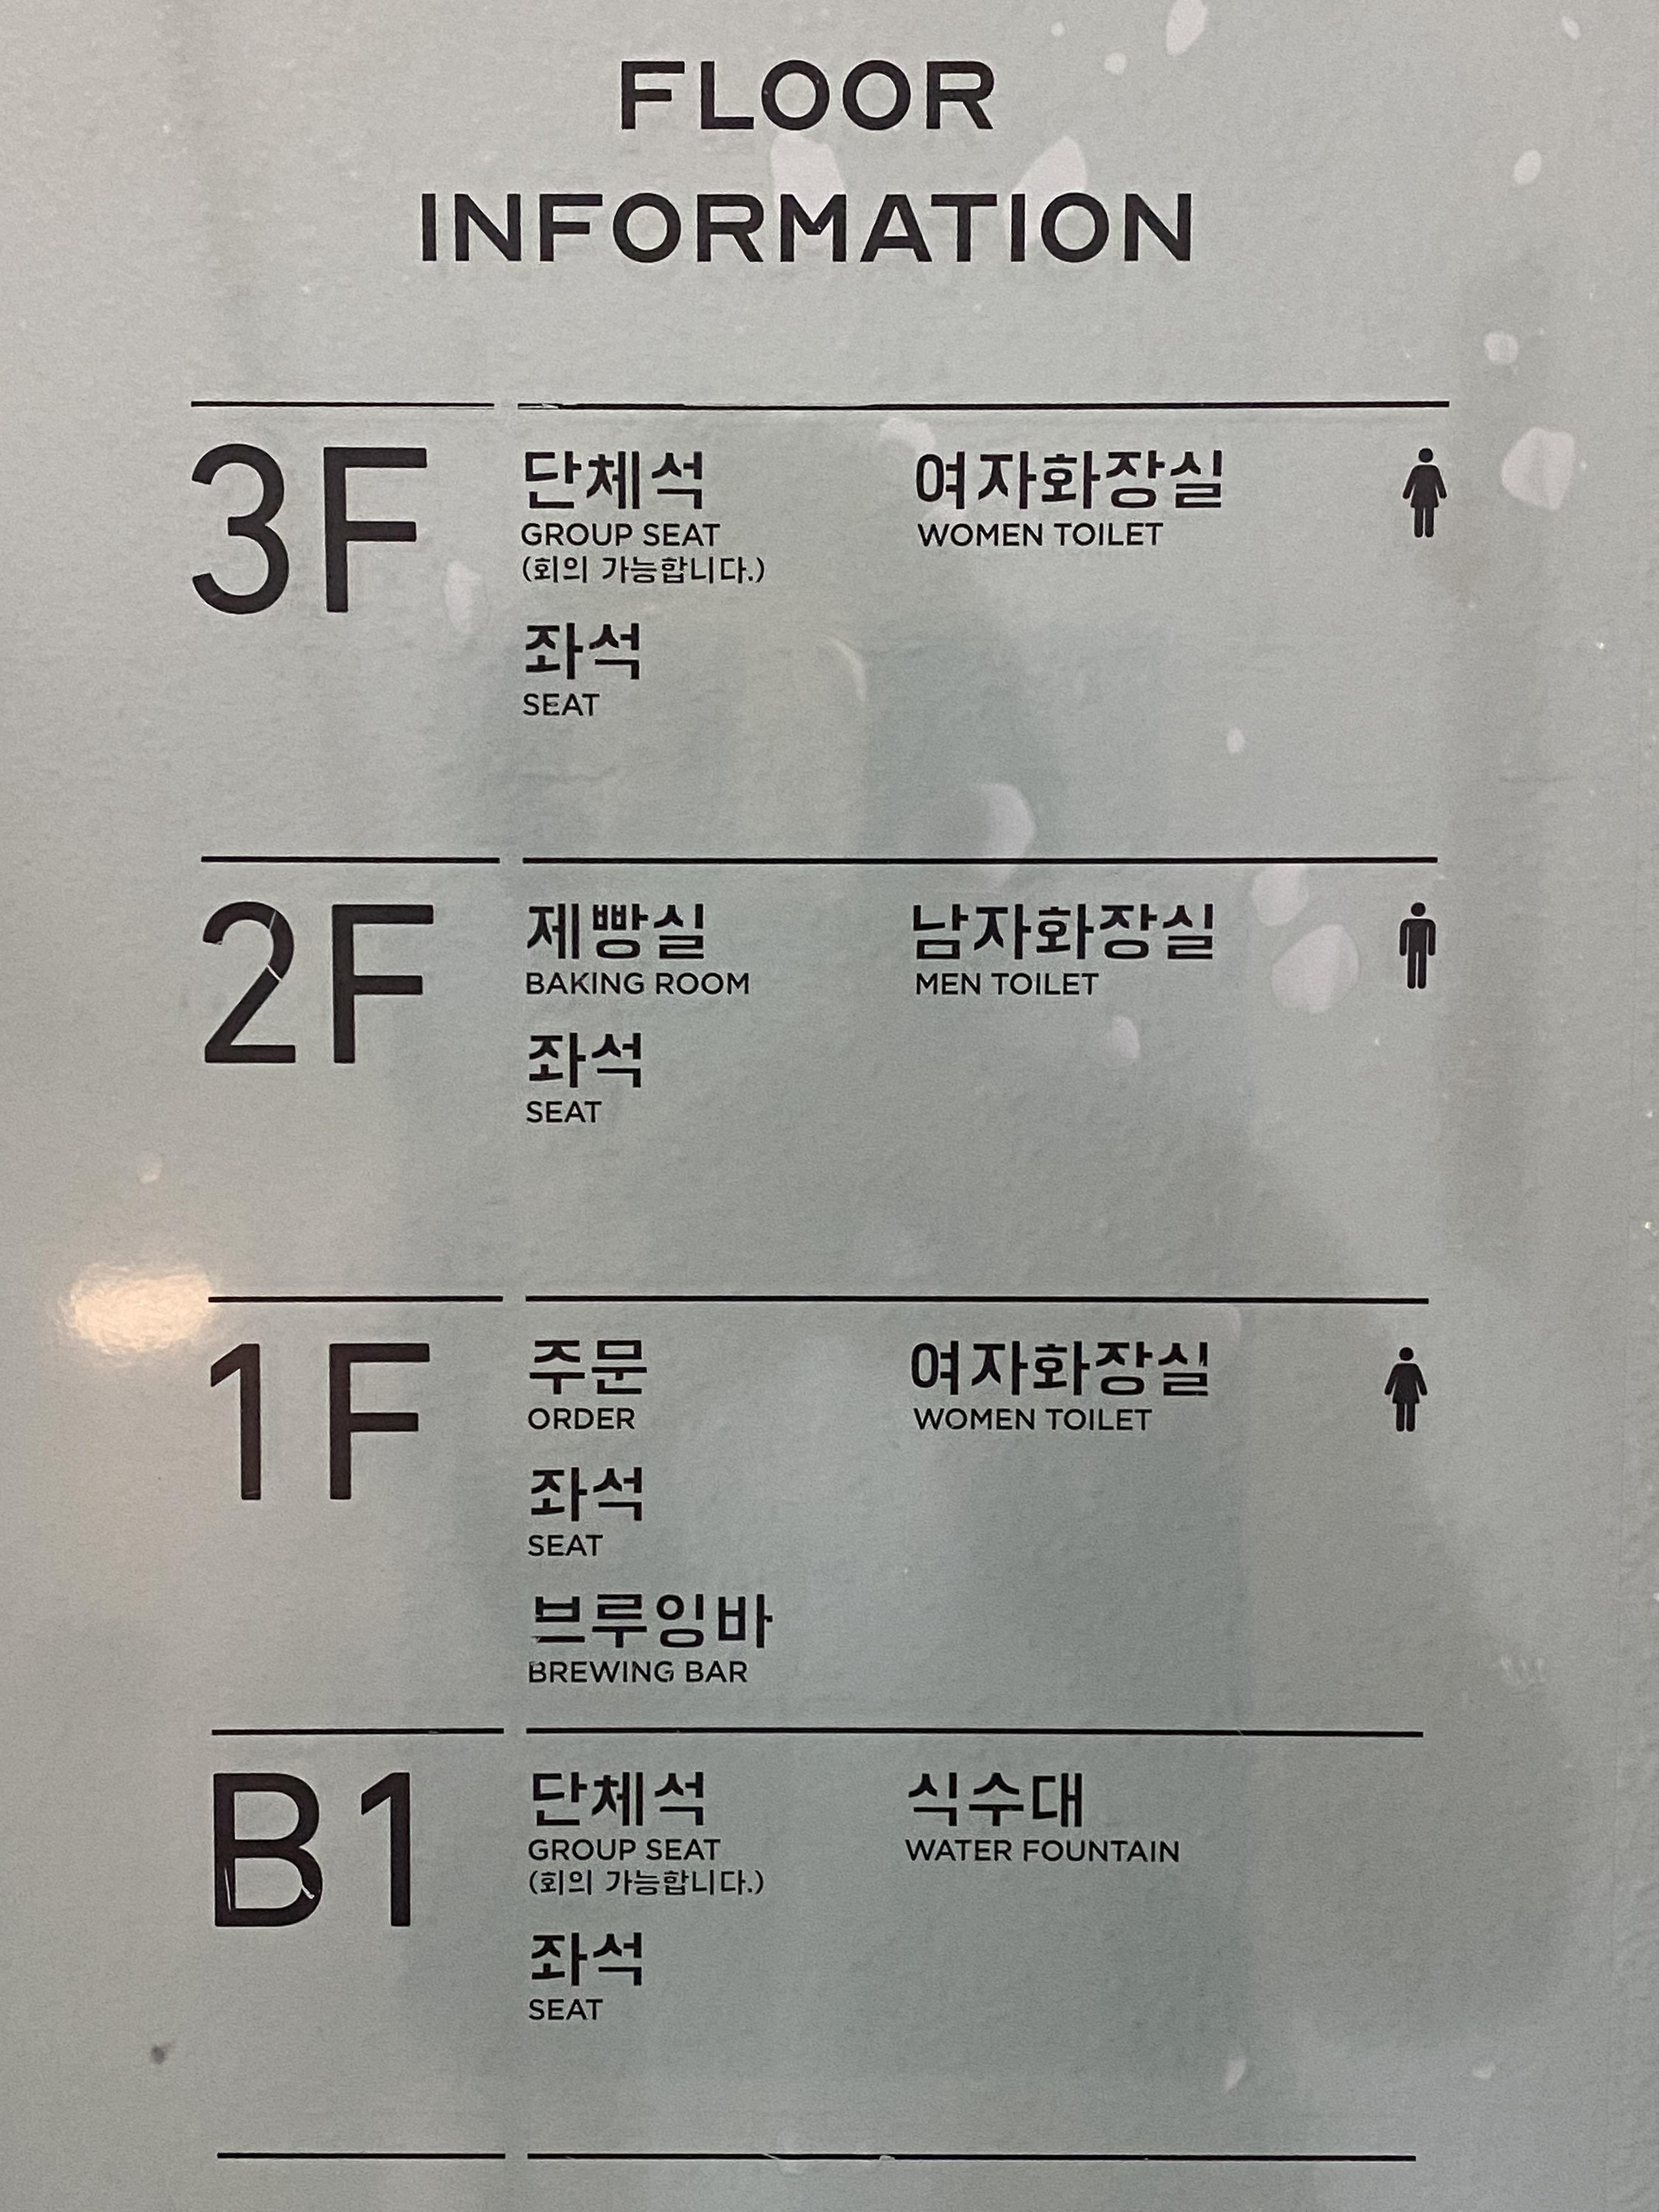 FLOOR
INFORMATION
3F
단체석
GROUP SEAT
(회의 가능합니다.)
좌석
SEAT
여자화장실
WOMEN TOILET
2F
제빵실
BAKING ROOM
좌석
SEAT
남자화장실
MEN TOILET
1F
주문
ORDER
좌석
SEAT
브루잉바
BREWING BAR
여자화장실
WOMEN TOILET
B1
단체석
GROUP SEAT
(회의 가능합니다.)
좌석
SEAT
식수대
WATER FOUNTAIN